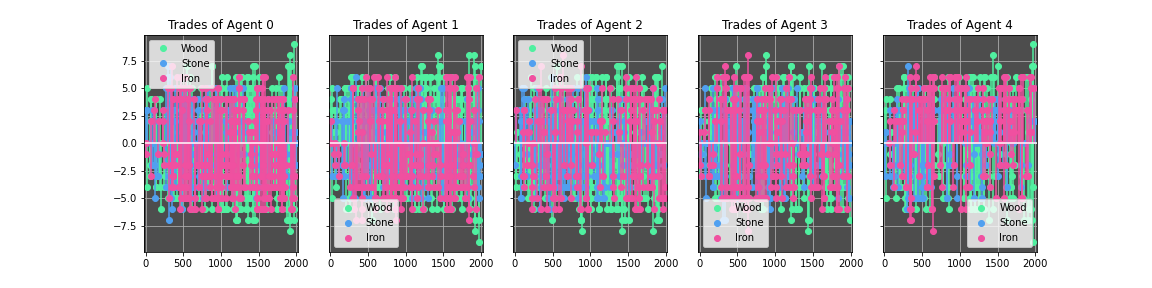 Trades of Agent 0
Trades of Agent 1
Trades of Agent 2
Trades of Agent 3
Trades of Agent 4
7.5
5.0
2.5
0.0
−2.5
−5.0
−7.5
Wood
Stone
Iron
Wood
Stone
Iron
Wood
Stone
Iron
Wood
Stone
Iron
Wood
Stone
Iron
0 500 1000 1500 2000
0 500 1000 1500 2000
0 500 1000 1500 2000
0 500 1000 1500 2000
0 500 1000 1500 2000